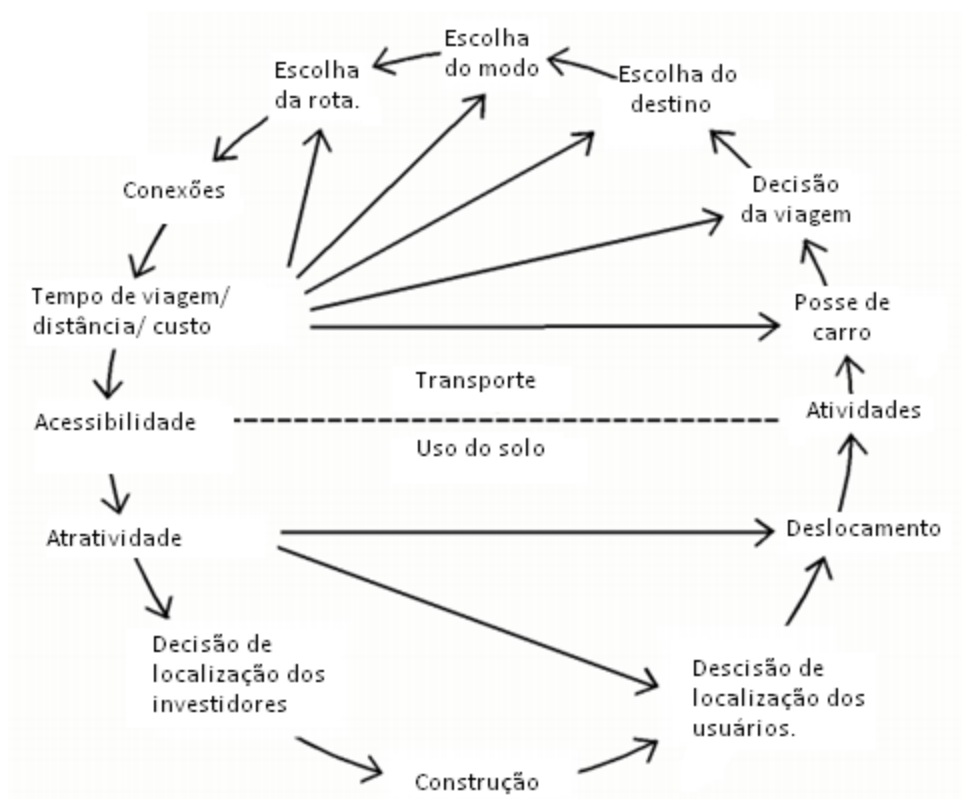 Escolha
do modo
Escolha
da rota.
Escolha do
destino
Conexões
Decisão
da viagem
Tempo de viagem/
distância/ custo
Posse de
carro
Transporte
Acessibilidade
Atividades
Uso do solo
Atratividade
Deslocamento
Decisão de
localização dos
investidores
Descisão de
localização dos
usuários.
Construção